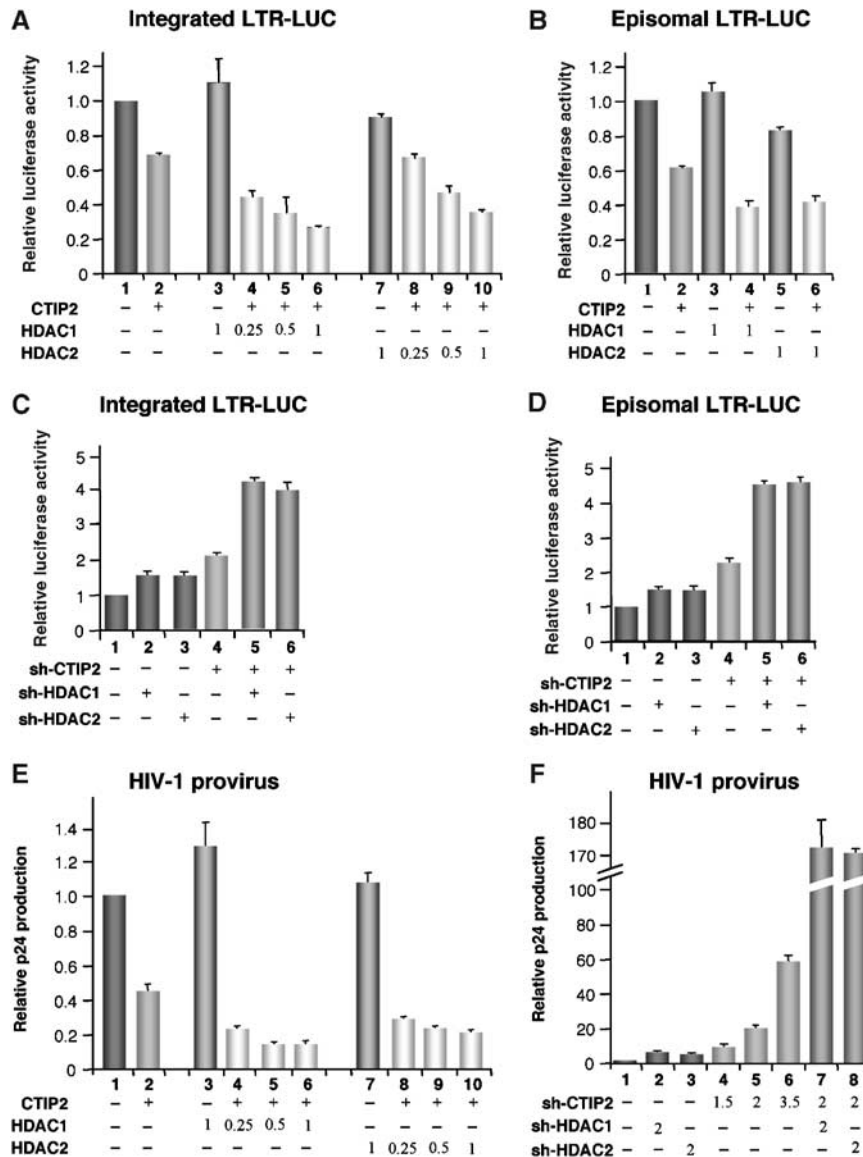 A Integrated LTR-LUC
Relative luciferase activity
1.2
1.0
0.8
0.6
0.4
0.2
0
1 2 3 4 5 6 7 8 9 10
CTIP2 – + – + + + – + + +
HDAC1 – – 1 0.25 0.5 1 – – – –
HDAC2 – – – – – – 1 0.25 0.5 1
B Episomal LTR-LUC
Relative luciferase activity
1.2
1.0
0.8
0.6
0.4
0.2
0
1 2 3 4 5 6
CTIP2 – + – + – +
HDAC1 – – 1 1 – –
HDAC2 – – – – 1 1
C Integrated LTR-LUC
Relative luciferase activity
5
4
3
2
1
0
1 2 3 4 5 6
sh-CTIP2 – – – + + +
sh-HDAC1 – + – – + –
sh-HDAC2 – – + – – +
D Episomal LTR-LUC
Relative luciferase activity
5
4
3
2
1
0
1 2 3 4 5 6
sh-CTIP2 – – – + + +
sh-HDAC1 – + – – + –
sh-HDAC2 – – + – – +
E HIV-1 provirus
Relative p24 production
1.4
1.2
1.0
0.8
0.6
0.4
0.2
0
1 2 3 4 5 6 7 8 9 10
CTIP2 – + – + + + – + + +
HDAC1 – – 1 0.25 0.5 1 – – – –
HDAC2 – – – – – – 1 0.25 0.5 1
F HIV-1 provirus
Relative p24 production
180
170
100
80
60
40
20
0
1 2 3 4 5 6 7 8
sh-CTIP2 – – – 1.5 2 3.5 2 2
sh-HDAC1 – 2 – – – – 2 –
sh-HDAC2 – – 2 – – – – 2